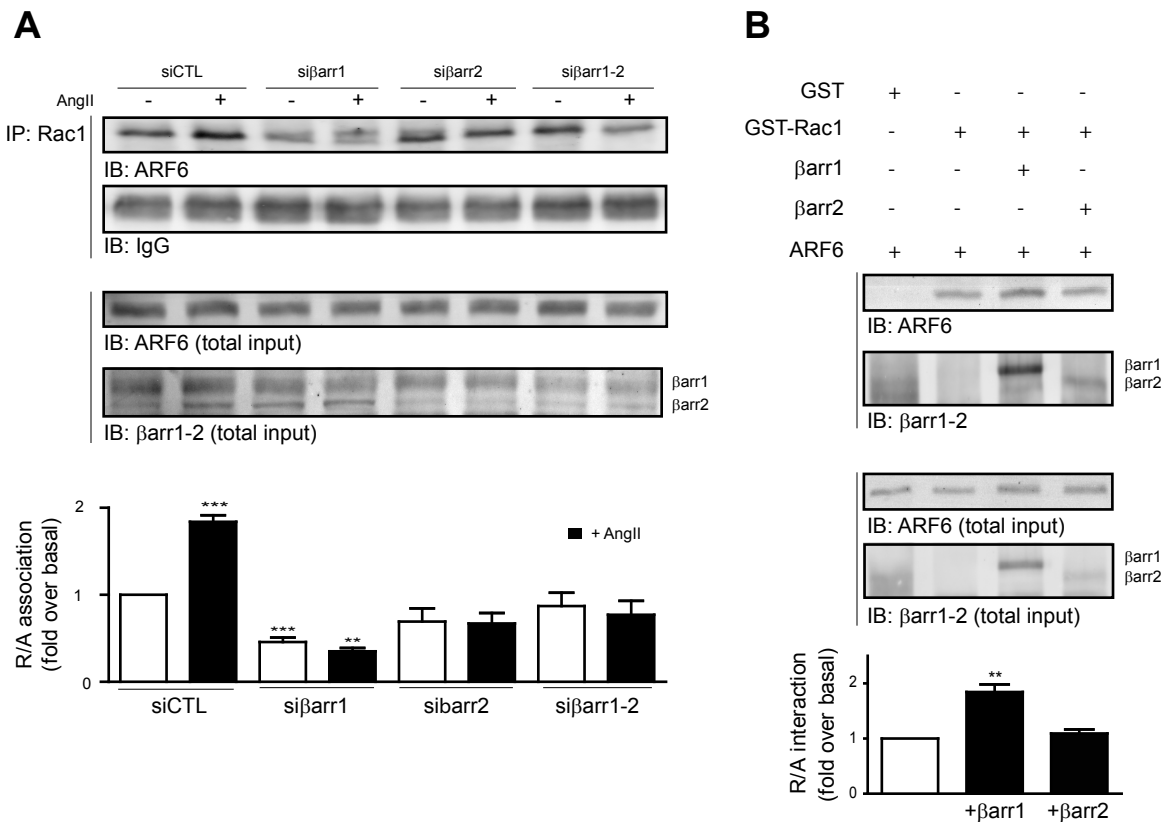 A
siCTL siβarr1 siβarr2 siβarr1-2
AngII - + - + - + - +
IP: Rac1
IB: ARF6
IB: IgG
IB: ARF6 (total input)
βarr1
βarr2
IB: βarr1-2 (total input)
R/A association
(fold over basal)
2
1
0
***
***
**
+ AngII
siCTL siβarr1 sibarr2 siβarr1-2
B
GST + - - -
GST-Rac1 - + + +
βarr1 - - + -
βarr2 - - - +
ARF6 + + + +
IB: ARF6
βarr1
βarr2
IB: βarr1-2
IB: ARF6 (total input)
βarr1
βarr2
IB: βarr1-2 (total input)
R/A interaction
(fold over basal)
2
1
0
**
+βarr1 +βarr2